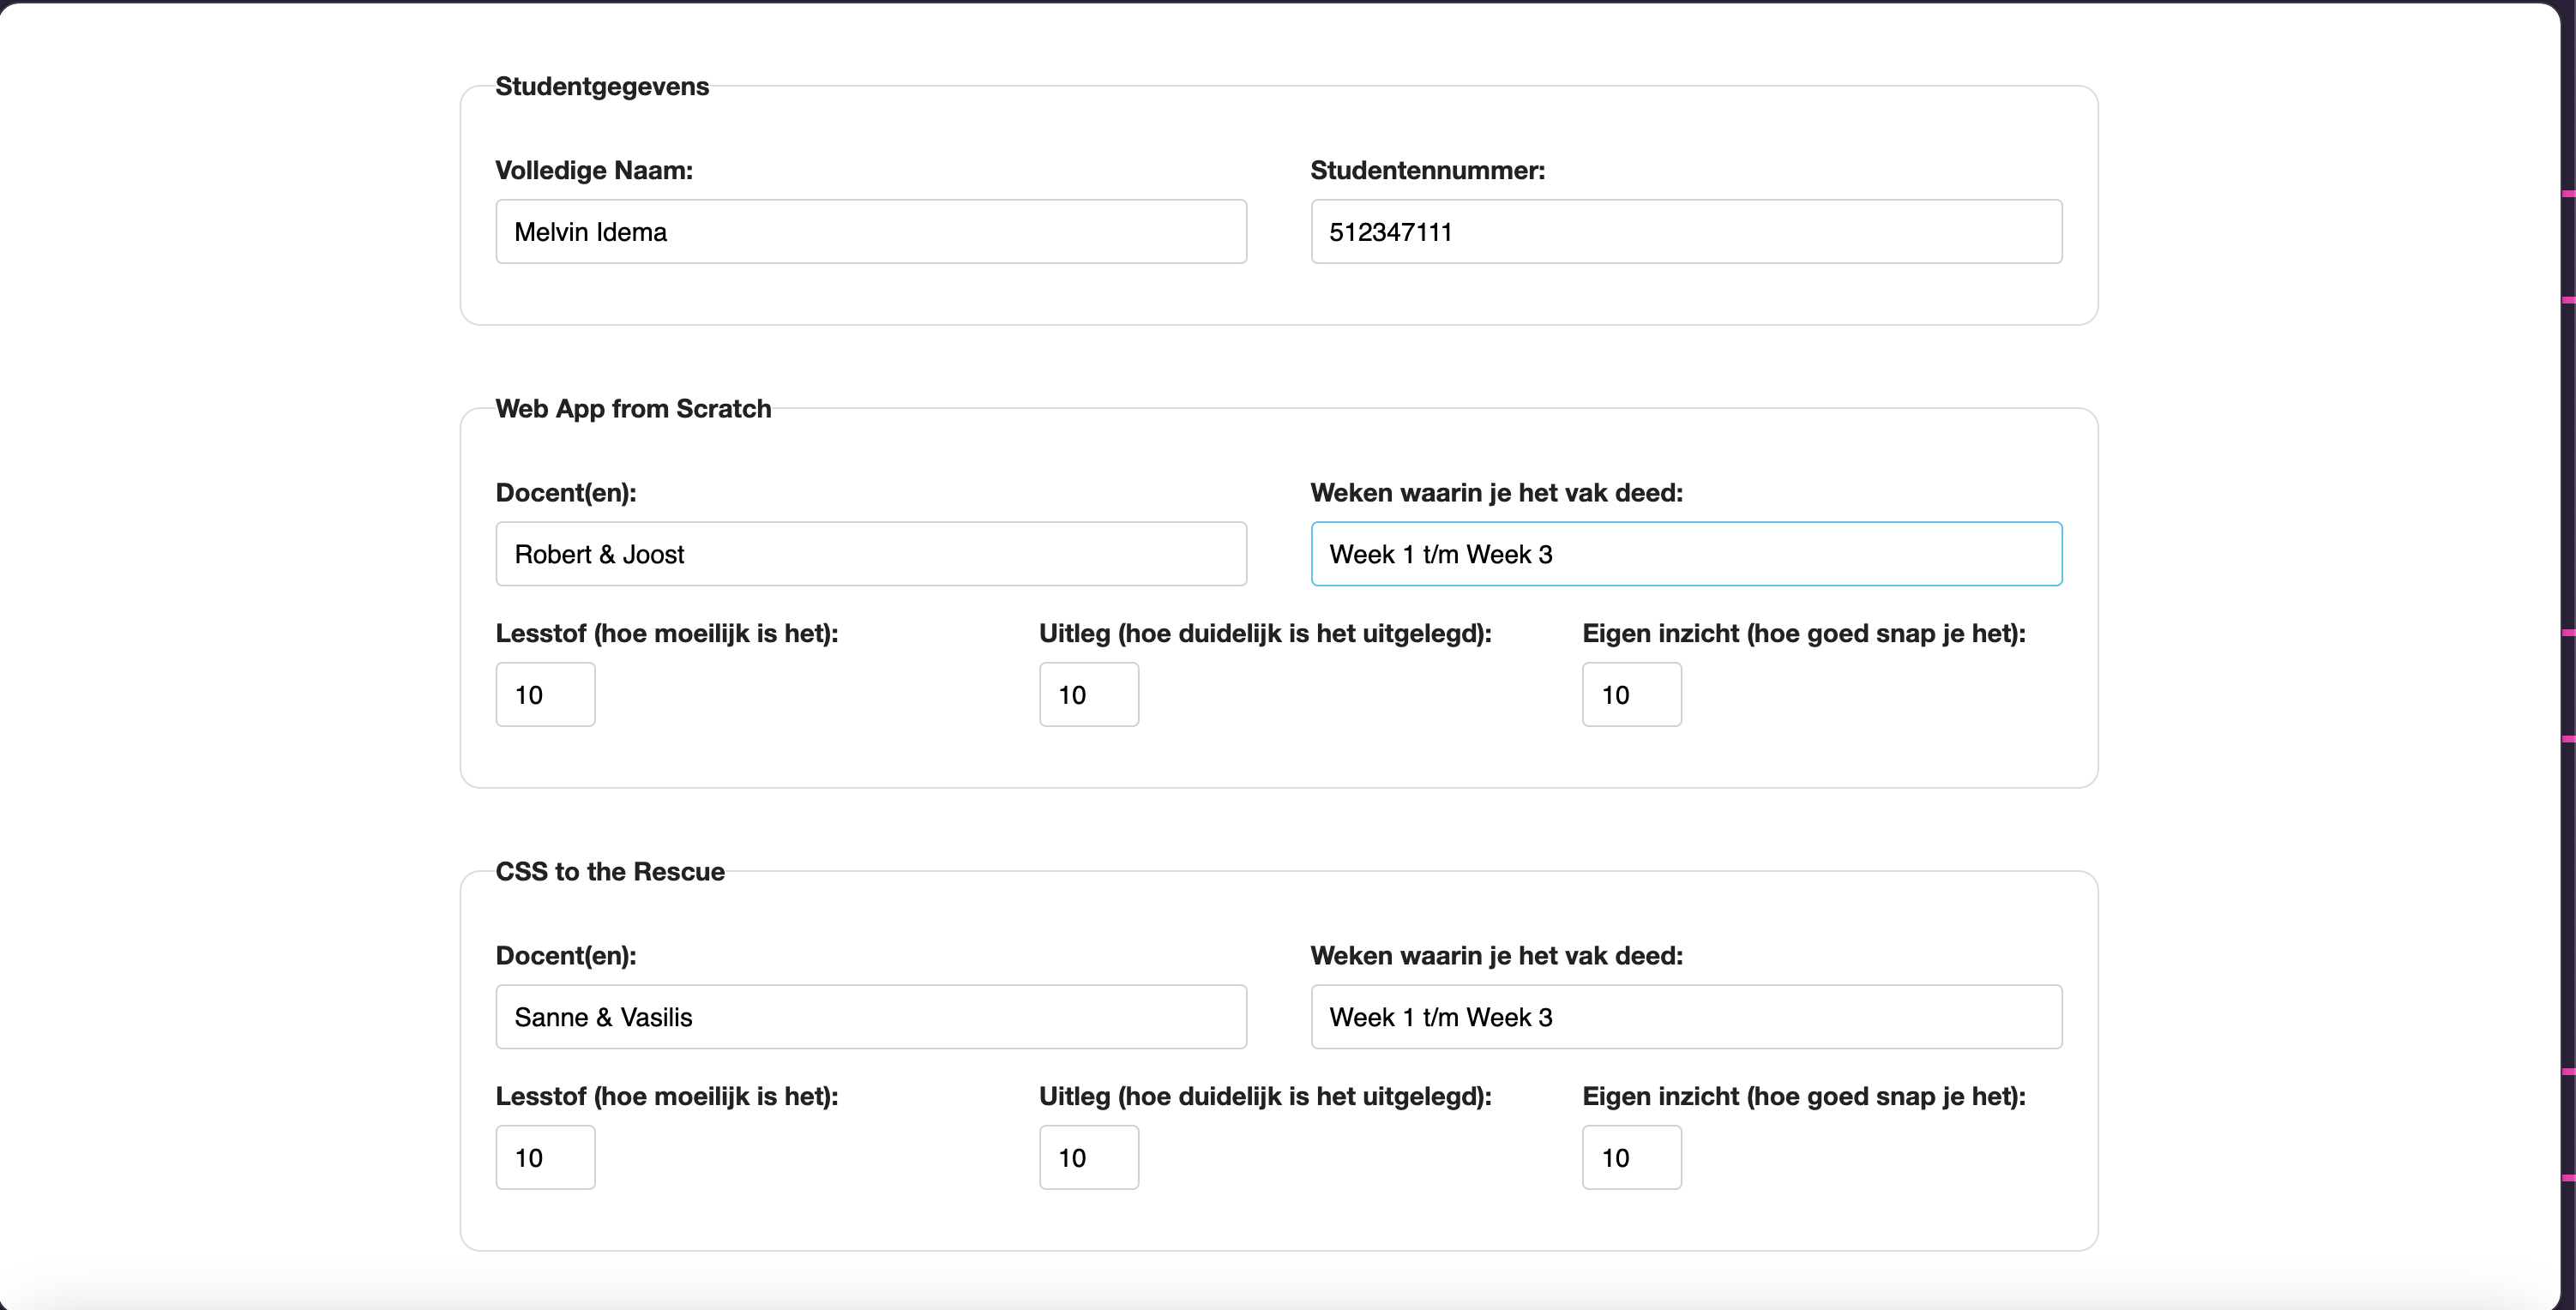 Studentgegevens
Volledige Naam: Studentennummer:
Melvin Idema 512347111
Web App from Scratch
Docent(en): Weken waarin je het vak deed:
Robert & Joost Week 1 t/m Week 3
Lesstof (hoe moeilijk is het): Uitleg (hoe duidelijk is het uitgelegd): Eigen inzicht (hoe goed snap je het):
10 10 10
CSS to the Rescue
Docent(en): Weken waarin je het vak deed:
Sanne & Vasilis Week 1 t/m Week 3
Lesstof (hoe moeilijk is het): Uitleg (hoe duidelijk is het uitgelegd): Eigen inzicht (hoe goed snap je het):
10 10 10